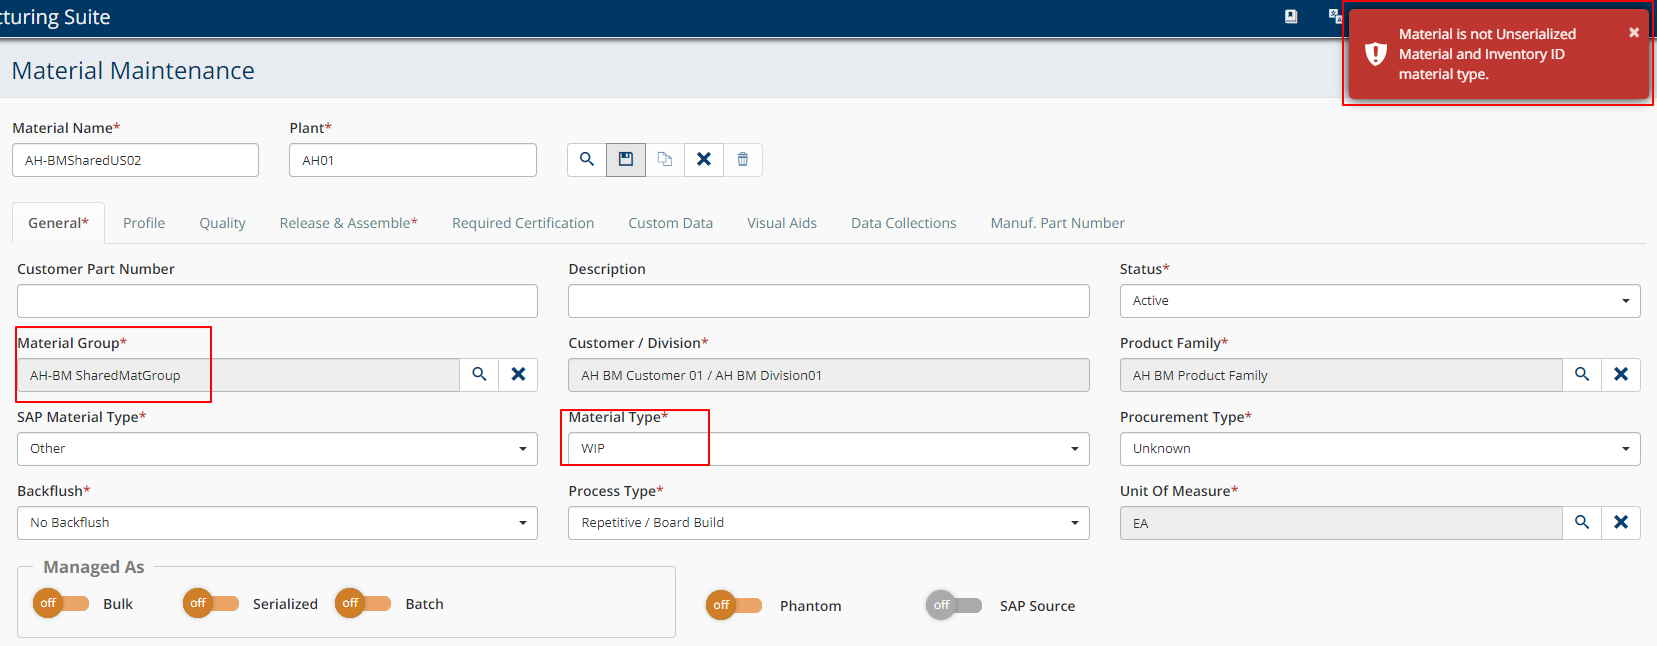 cturing Suite
Material is not Unserialized
Material and Inventory ID
material type.
Material Maintenance
Material Name* Plant*
AH-BMSharedUS02 AH01
General* Profile Quality Release & Assemble* Required Certification Custom Data Visual Aids Data Collections Manuf. Part Number
Customer Part Number Description Status*
Active
Material Group* Customer / Division* Product Family*
AH-BM SharedMatGroup AH BM Customer 01 / AH BM Division01 AH BM Product Family
SAP Material Type* Material Type* Procurement Type*
Other WIP Unknown
Backflush* Process Type* Unit Of Measure*
No Backflush Repetitive / Board Build EA
Managed As
off Bulk off Serialized off Batch off Phantom off SAP Source